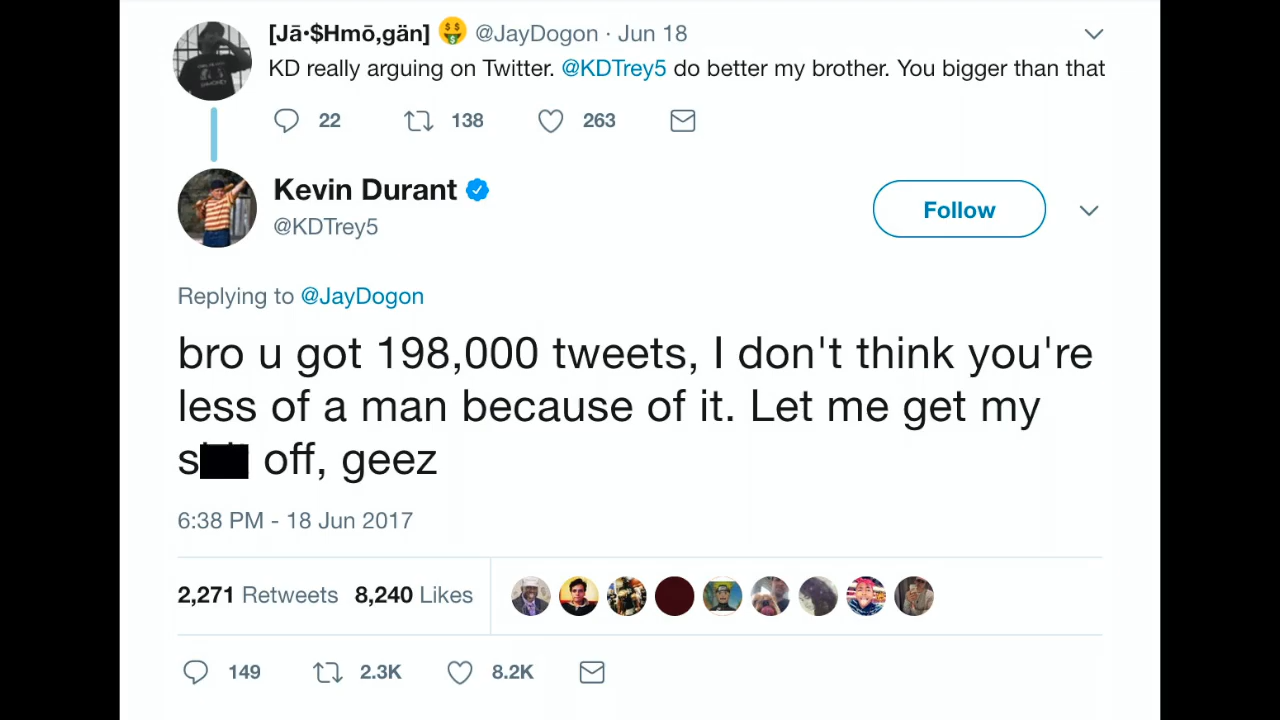 [Jā•$Hmō,gän] 🤑 @JayDogon · Jun 18
KD really arguing on Twitter. @KDTrey5 do better my brother. You bigger than that
22 138 263
Kevin Durant
@KDTrey5
Follow
Replying to @JayDogon
bro u got 198,000 tweets, I don't think you're
less of a man because of it. Let me get my
s off, geez
6:38 PM - 18 Jun 2017
2,271 Retweets 8,240 Likes
149 2.3K 8.2K